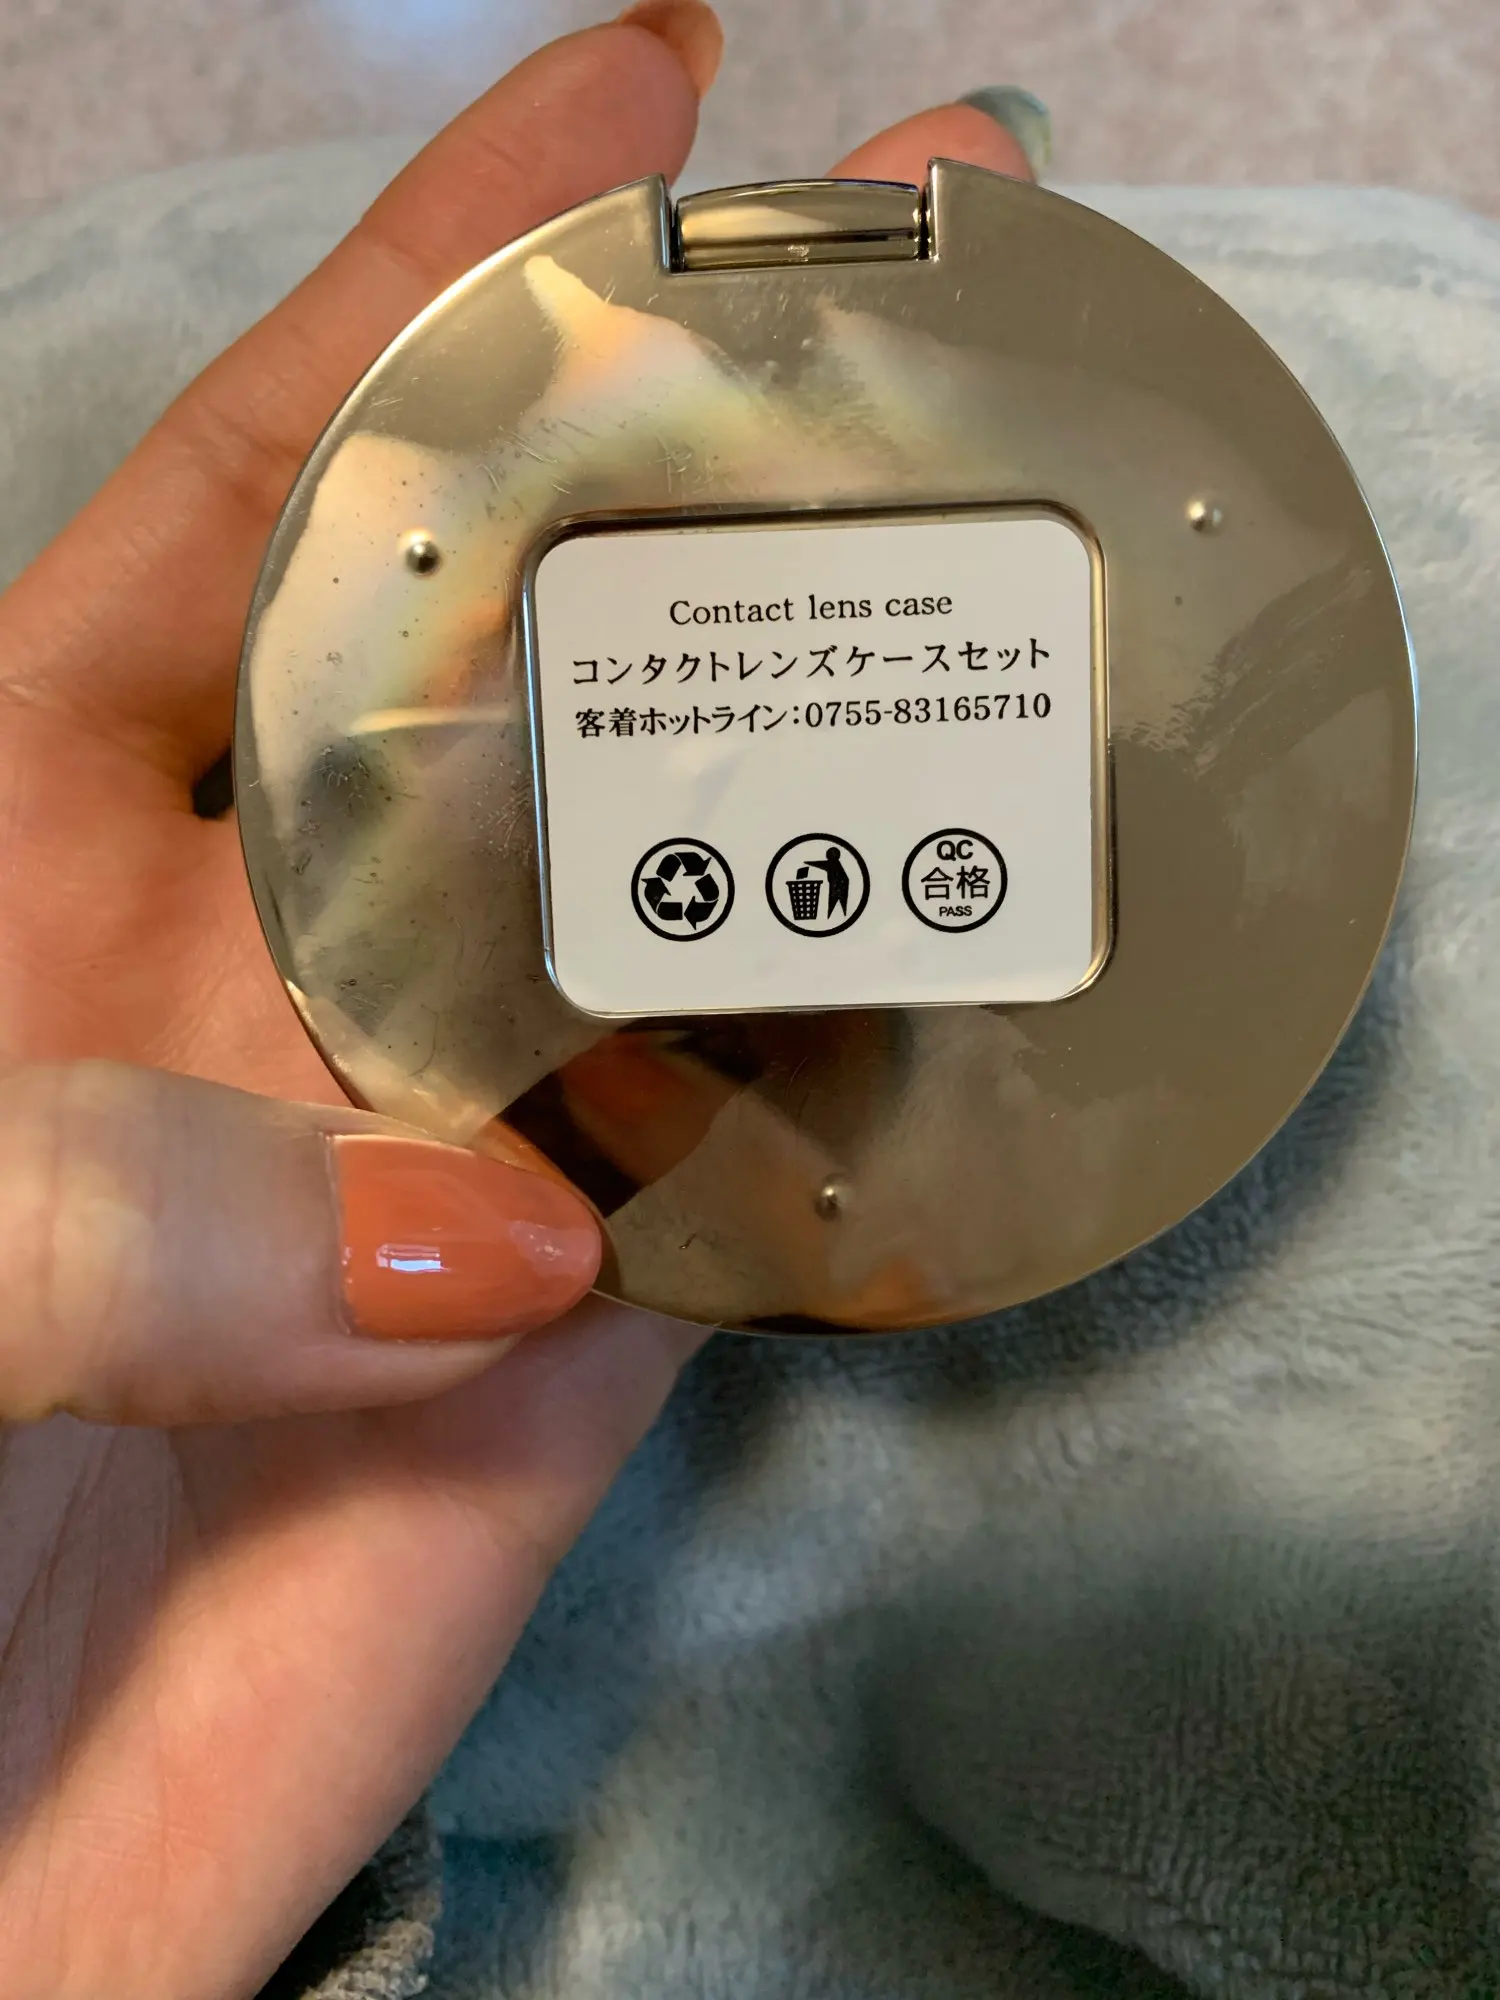 Contact lens case
コンタクトレンズケースセット
客着ホットライン:0755-83165710
QC
合格
PASS